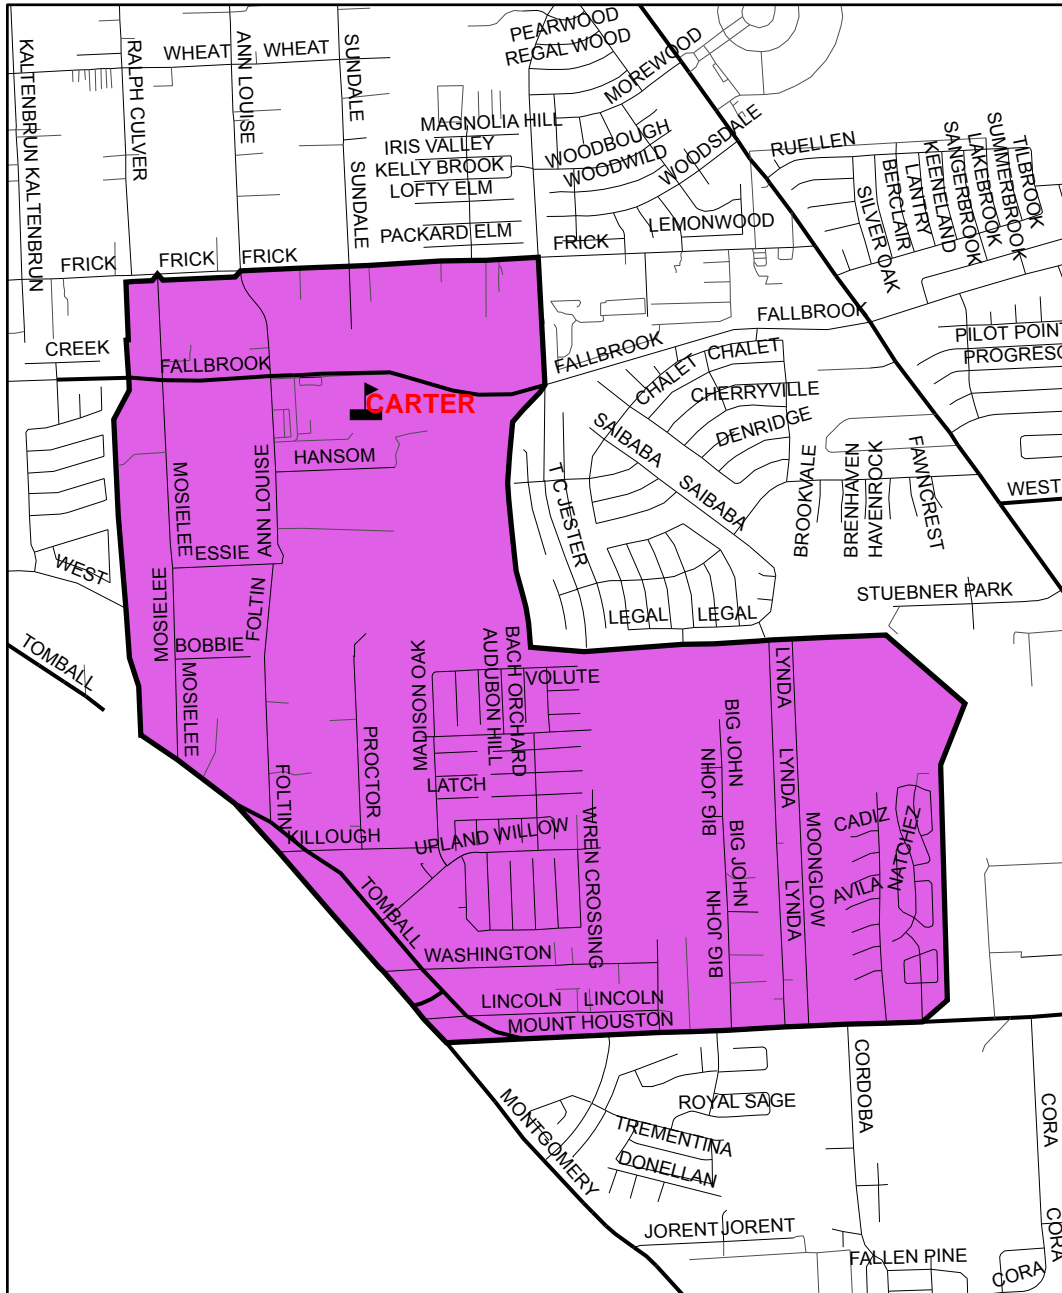 PEARWOOD
REGAL WOOD
MOREWOOD
KALTENBRUN
KALTENBRUN
RALPH CULVER
WHEAT
ANN LOUISE
WHEAT
SUNDALE
SUNDALE
MAGNOLIA HILL
IRIS VALLEY
KELLY BROOK
LOFTY ELM
PACKARD ELM
WOODBOUGH
WOODWILD
WOODSDALE
LEMONWOOD
RUELLEN
SILVER OAK
BERCLAIR
LANTRY
KEENELAND
SANGERBROOK
LAKEBROOK
SUMMERBROOK
TILBROOK
FRICK
FRICK
FRICK
FRICK
CREEK
FALLBROOK
FALLBROOK
FALLBROOK
PILOT POINT
PROGRESO
CHALET
CHALET
CHERRYVILLE
DENRIDGE
CARTER
SAIBABA
SAIBABA
HANSOM
ANN LOUISE
MOSIELEE
T C JESTER
BROOKVALE
BRENHAVEN
HAVENROCK
FAWNCREST
WEST
ESSIE
WEST
MOSIELEE
FOLTIN
BOBBIE
STUEBNER PARK
LEGAL
LEGAL
TOMBALL
MOSIELEE
MADISON OAK
AUDUBON HILL
BACH ORCHARD
VOLUTE
LYNDA
BIG JOHN
BIG JOHN
PROCTOR
LATCH
LYNDA
FOLTIN
KILLOUGH
UPLAND WILLOW
WREN CROSSING
BIG JOHN
MOONGLOW
CADIZ
NATCHEZ
AVILA
LYNDA
BIG JOHN
TOMBALL
WASHINGTON
LINCOLN
LINCOLN
MOUNT HOUSTON
MONTGOMERY
ROYAL SAGE
TREMENTINA
DONELLAN
CORDOBA
CORA
JORENT
JORENT
CORA
FALLEN PINE
CORA